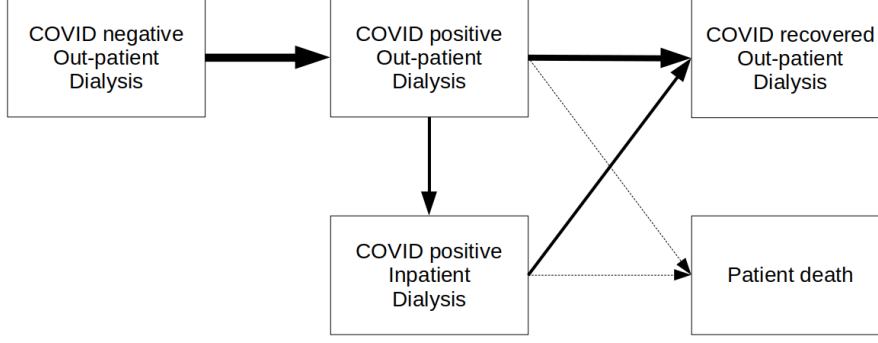 COVID negative
Out-patient
Dialysis
COVID positive
Out-patient
Dialysis
COVID recovered
Out-patient
Dialysis
COVID positive
Inpatient
Dialysis
Patient death